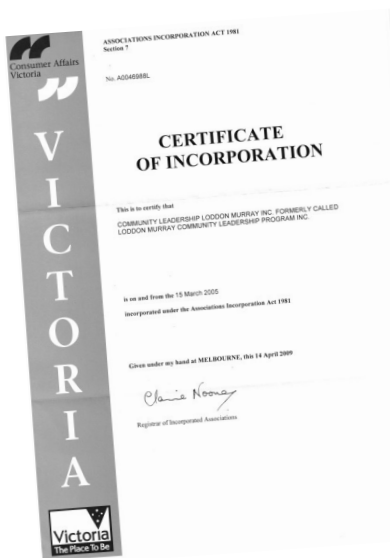 Consumer Affairs
Victoria
ASSOCIATIONS INCORPORATION ACT 1981
Section 7
No. A0046988L
VICTORIA
CERTIFICATE
OF INCORPORATION
This is to certify that
COMMUNITY LEADERSHIP LODDON MURRAY INC. FORMERLY CALLED
LODDON MURRAY COMMUNITY LEADERSHIP PROGRAM INC.
is on and from the 15 March 2005
incorporated under the Associations Incorporation Act 1981
Given under my hand at MELBOURNE, this 14 April 2009
Claire Noone
Registrar of Incorporated Associations
Victoria
The Place To Be